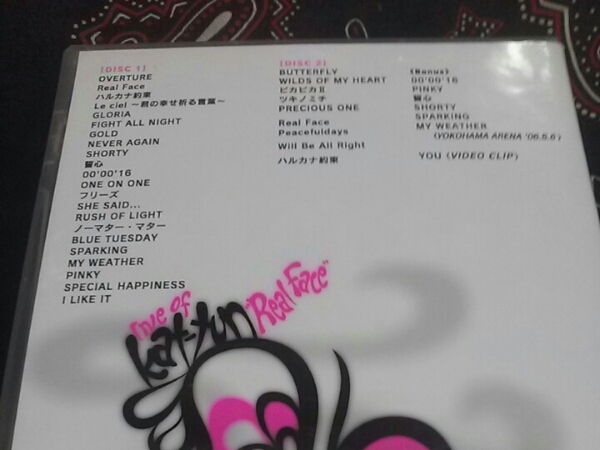 [DISC 1]
OVERTURE
Real Face
ハルカナ約束
Le ciel ～君の幸せ祈る言葉～
GLORIA
FIGHT ALL NIGHT
GOLD
NEVER AGAIN
SHORTY
誓心
00'00'16
ONE ON ONE
フリーズ
SHE SAID...
RUSH OF LIGHT
ノーマター・マター
BLUE TUESDAY
SPARKING
MY WEATHER
PINKY
SPECIAL HAPPINESS
I LIKE IT
[DISC 2]
BUTTERFLY
WILDS OF MY HEART
ピカピカⅡ
ツキノミチ
PRECIOUS ONE
Real Face
Peacefuldays
Will Be All Right
ハルカナ約束
《Bonus》
00'00'16
PINKY
誓心
SHORTY
SPARKING
MY WEATHER
(YOKOHAMA ARENA '06.5.6)
YOU (VIDEO CLIP)
live of
kat-tun "Real Face"